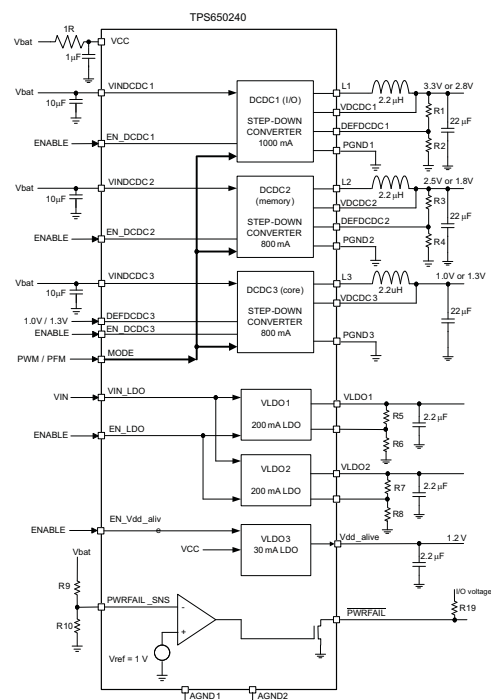 TPS650240
1R
Vbat
VCC
1µF
Vbat
VINDCDC1
10µF
ENABLE
EN_DCDC1
DCDC1 (I/O)
STEP-DOWN
CONVERTER
1000 mA
L1
2.2 µH
3.3V or 2.8V
VDCDC1
R1
DEFDCDC1
R2
22 µF
PGND1
Vbat
VINDCDC2
10µF
ENABLE
EN_DCDC2
DCDC2
(memory)
STEP-DOWN
CONVERTER
800 mA
L2
2.2 µH
2.5V or 1.8V
VDCDC2
R3
DEFDCDC2
R4
22 µF
PGND2
Vbat
VINDCDC3
10µF
1.0V / 1.3V
DEFDCDC3
ENABLE
EN_DCDC3
PWM / PFM
MODE
DCDC3 (core)
STEP-DOWN
CONVERTER
800 mA
L3
2.2uH
1.0V or 1.3V
VDCDC3
22 µF
PGND3
VIN
VIN_LDO
ENABLE
EN_LDO
VLDO1
200 mA LDO
VLDO1
R5
R6
2.2 µF
VLDO2
200 mA LDO
VLDO2
R7
R8
2.2 µF
ENABLE
EN_Vdd_aliv
e
VCC
VLDO3
30 mA LDO
Vdd_alive
1.2 V
2.2 µF
Vbat
R9
R10
PWRFAIL_SNS
-
+
Vref = 1 V
PWRFAIL
I/O voltage
R19
AGND1
AGND2